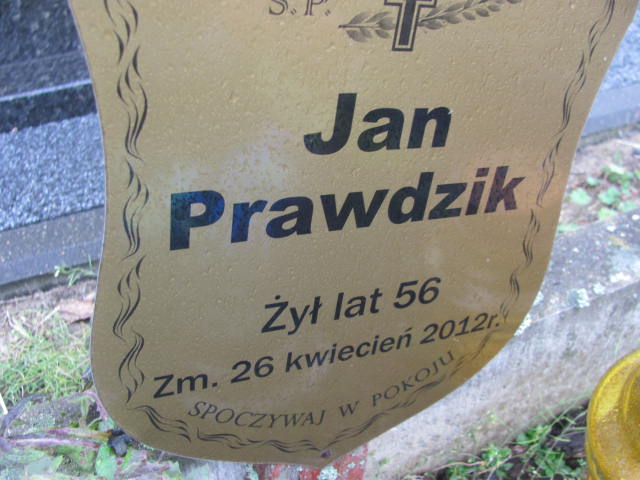 Ś.P.
Jan
Prawdzik
Żył lat 56
Zm. 26 kwiecień 2012r.
SPOCZYWAJ W POKOJU